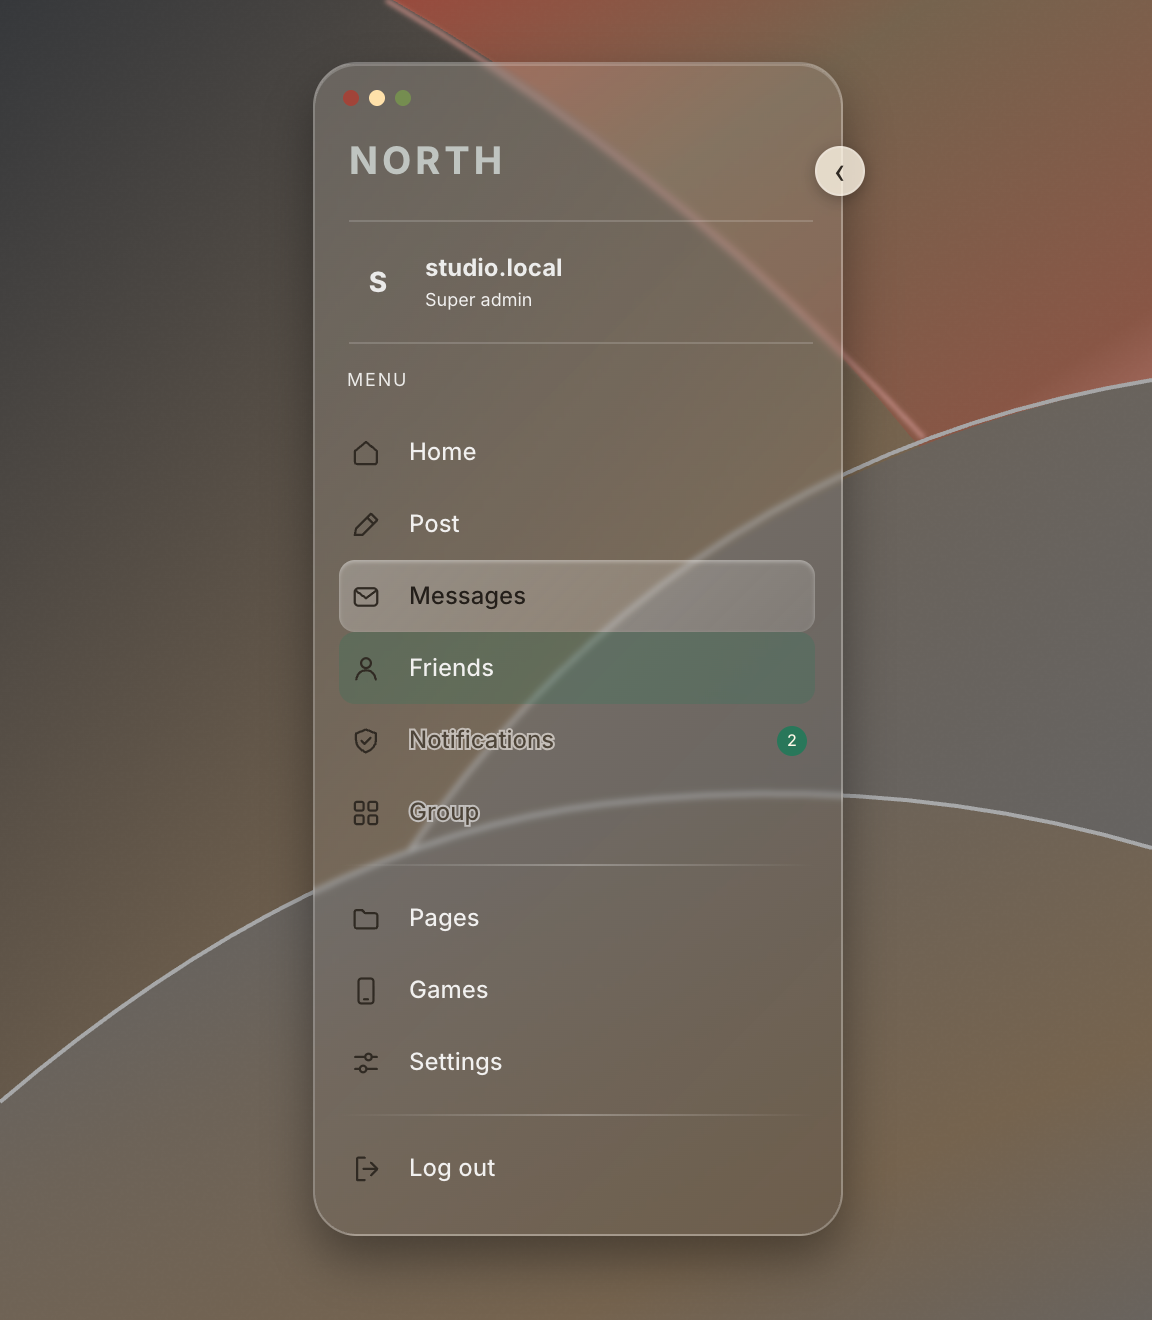 NORTH
‹
S
studio.local
Super admin
MENU
Home
Post
Messages
Friends
Notifications
2
Group
Pages
Games
Settings
Log out